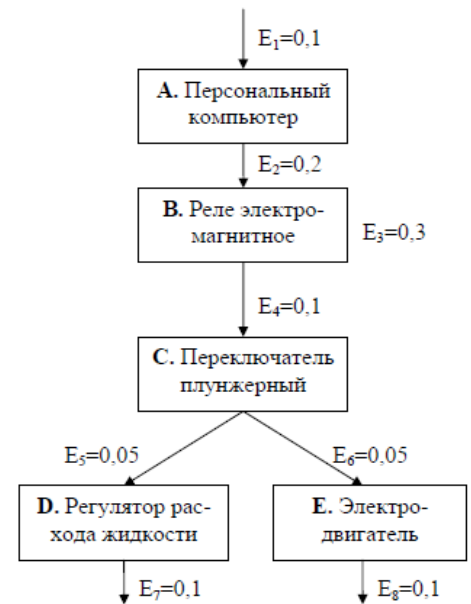 E₁=0,1
A. Персональный
компьютер
E₂=0,2
B. Реле электро-
магнитное
E₃=0,3
E₄=0,1
C. Переключатель
плунжерный
E₅=0,05
E₆=0,05
D. Регулятор рас-
хода жидкости
E. Электро-
двигатель
E₇=0,1
E₈=0,1